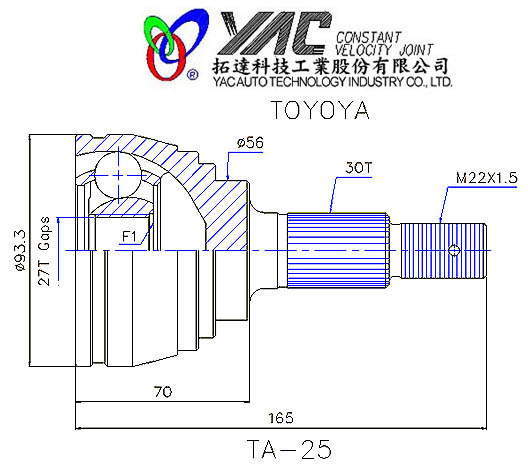 YAC CONSTANT
VELOCITY JOINT
®
拓達科技工業股份有限公司
YAC AUTO TECHNOLOGY INDUSTRY CO., LTD.
TOYOYA
ø56
30T
M22X1.5
ø93.3
27T Gaps
F1
70
165
TA-25